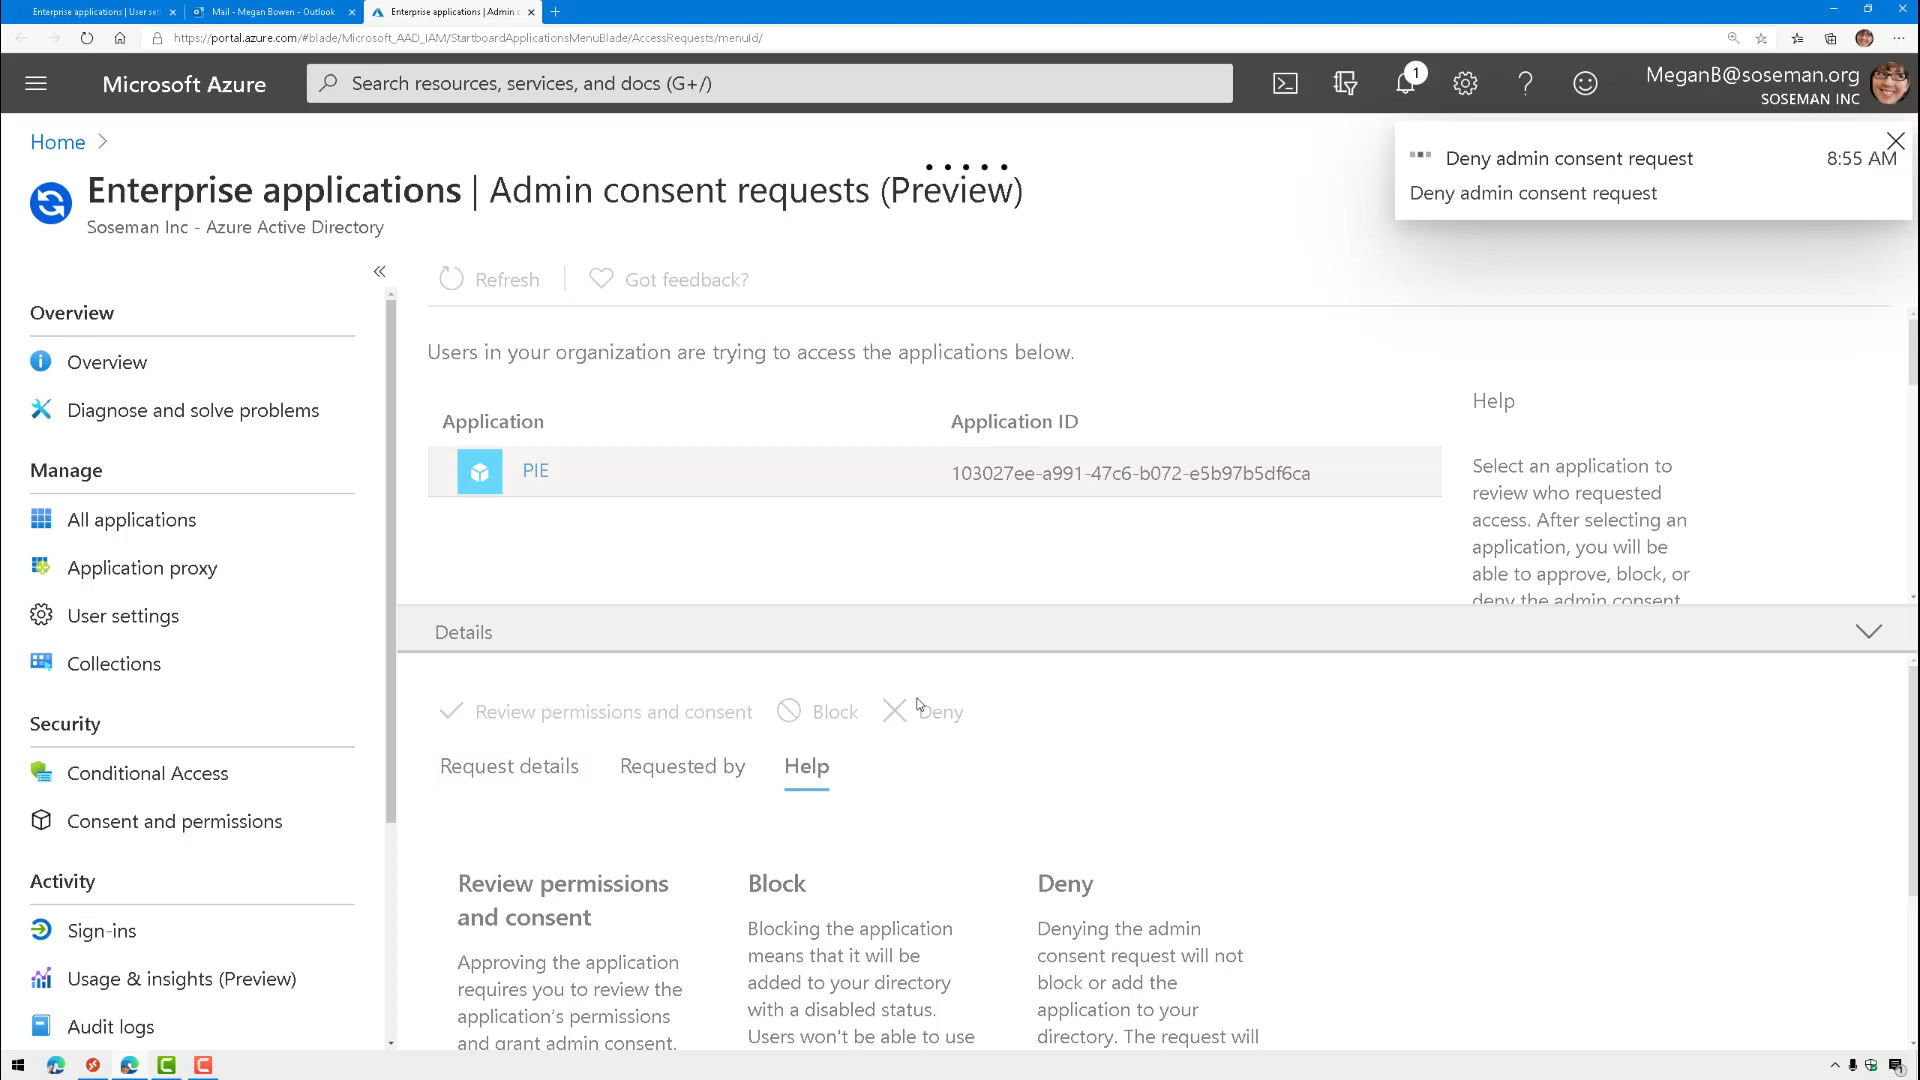 Enterprise applications | User set
Mail - Megan Bowen - Outlook
Enterprise applications | Admin c
https://portal.azure.com/#blade/Microsoft_AAD_IAM/StartboardApplicationsMenuBlade/AccessRequests/menuId/
Microsoft Azure
Search resources, services, and docs (G+/)
1
MeganB@soseman.org
SOSEMAN INC
Home
Deny admin consent request
8:55 AM
Deny admin consent request
Enterprise applications | Admin consent requests (Preview)
Soseman Inc - Azure Active Directory
Refresh
Got feedback?
Overview
Overview
Diagnose and solve problems
Manage
All applications
Application proxy
User settings
Collections
Security
Conditional Access
Consent and permissions
Activity
Sign-ins
Usage & insights (Preview)
Audit logs
Users in your organization are trying to access the applications below.
Application
Application ID
PIE
103027ee-a991-47c6-b072-e5b97b5df6ca
Help
Select an application to
review who requested
access. After selecting an
application, you will be
able to approve, block, or
deny the admin consent
Details
Review permissions and consent
Block
Deny
Request details
Requested by
Help
Review permissions
and consent
Approving the application
requires you to review the
application's permissions
and grant admin consent.
Block
Blocking the application
means that it will be
added to your directory
with a disabled status.
Users won't be able to use
Deny
Denying the admin
consent request will not
block or add the
application to your
directory. The request will